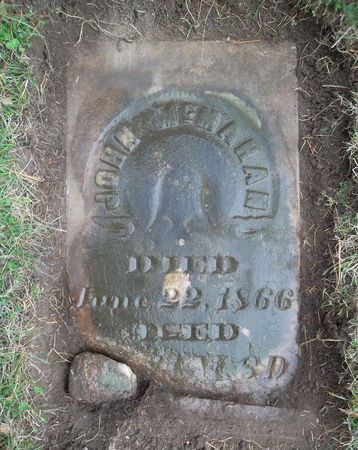 JOHN McMAHAN
DIED
June 22, 1866
AGED